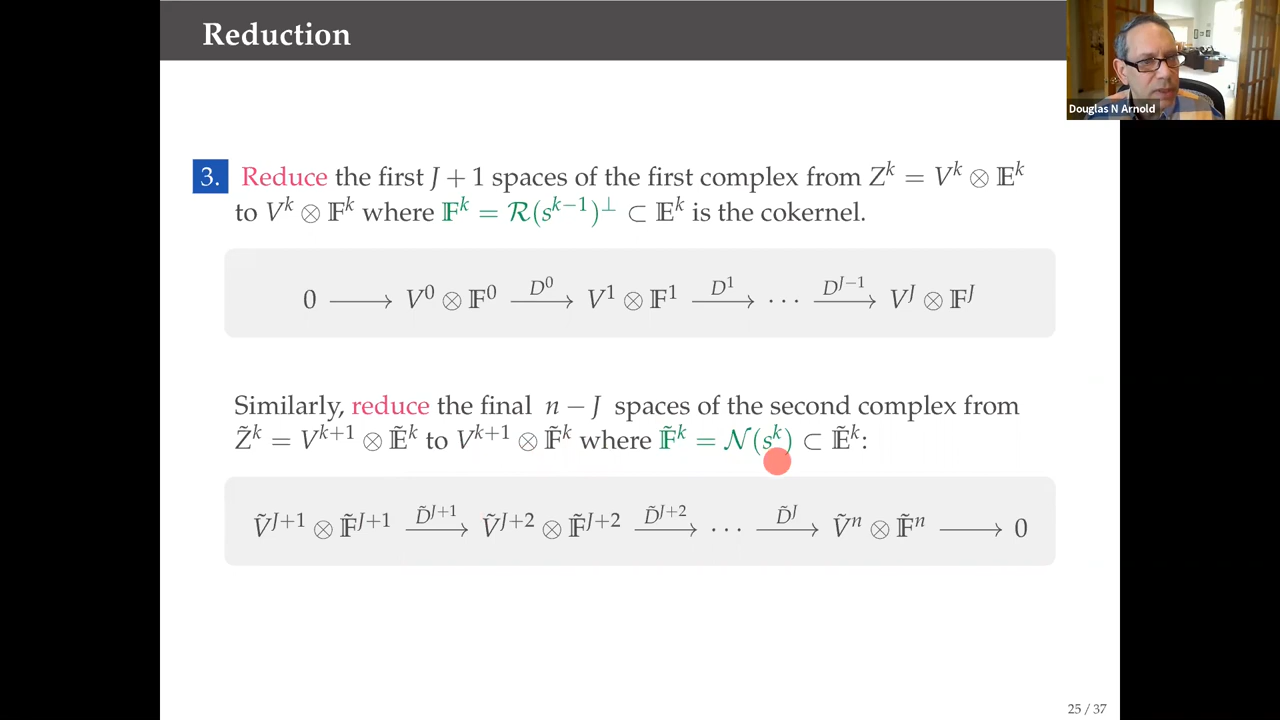 Reduction
Douglas N Arnold
3. Reduce the first J + 1 spaces of the first complex from Z^k = V^k ⊗ 𝔼^k
to V^k ⊗ 𝔽^k where 𝔽^k = ℛ(s^{k−1})^⊥ ⊂ 𝔼^k is the cokernel.
0 ⟶ V^0 ⊗ 𝔽^0 —D^0→ V^1 ⊗ 𝔽^1 —D^1→ ⋯ —D^{J−1}→ V^J ⊗ 𝔽^J
Similarly, reduce the final n − J spaces of the second complex from
Z̃^k = V^{k+1} ⊗ 𝔼̃^k to V^{k+1} ⊗ 𝔽̃^k where 𝔽̃^k = 𝒩(s^k) ⊂ 𝔼̃^k:
Ṽ^{J+1} ⊗ 𝔽̃^{J+1} —D̃^{J+1}→ Ṽ^{J+2} ⊗ 𝔽̃^{J+2} —D̃^{J+2}→ ⋯ —D̃^J→ Ṽ^n ⊗ 𝔽̃^n ⟶ 0
25 / 37